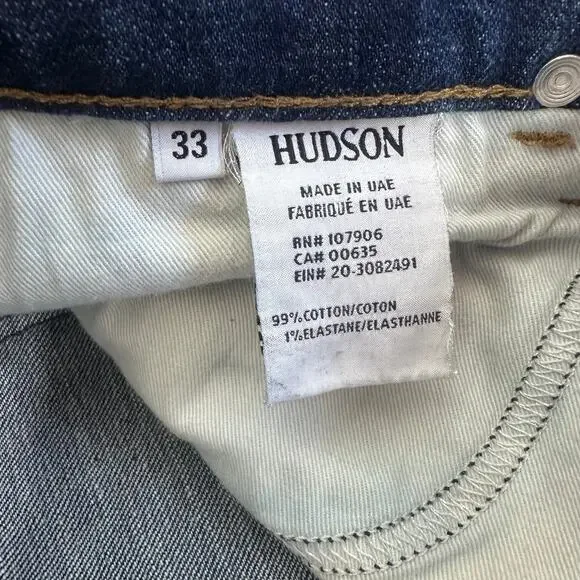 33
HUDSON
MADE IN UAE
FABRIQUÉ EN UAE
RN# 107906
CA# 00635
EIN# 20-3082491
99% COTTON/COTON
1% ELASTANE/ELASTHANNE